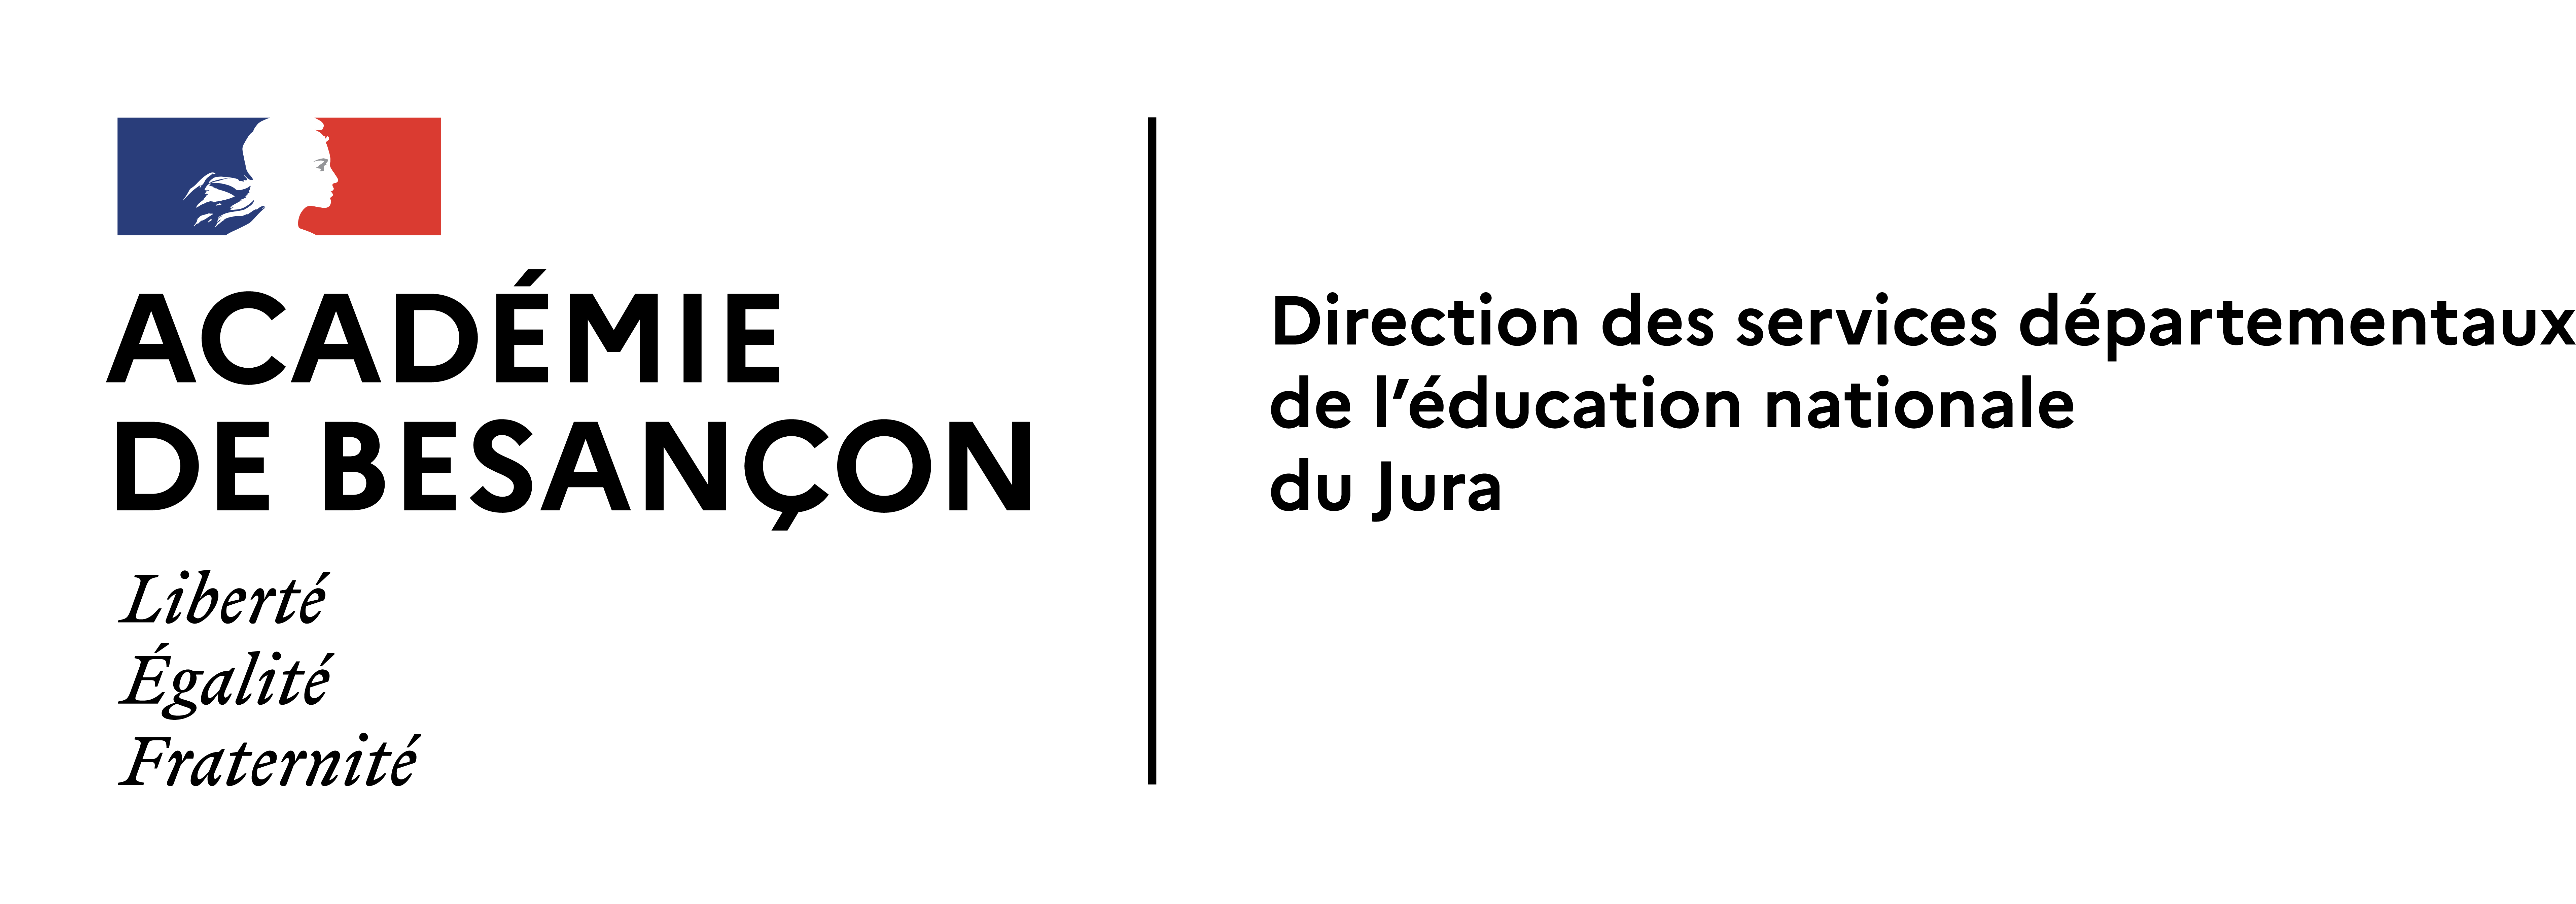 ACADÉMIE
DE BESANÇON
Liberté
Égalité
Fraternité
Direction des services départementaux
de l’éducation nationale
du Jura